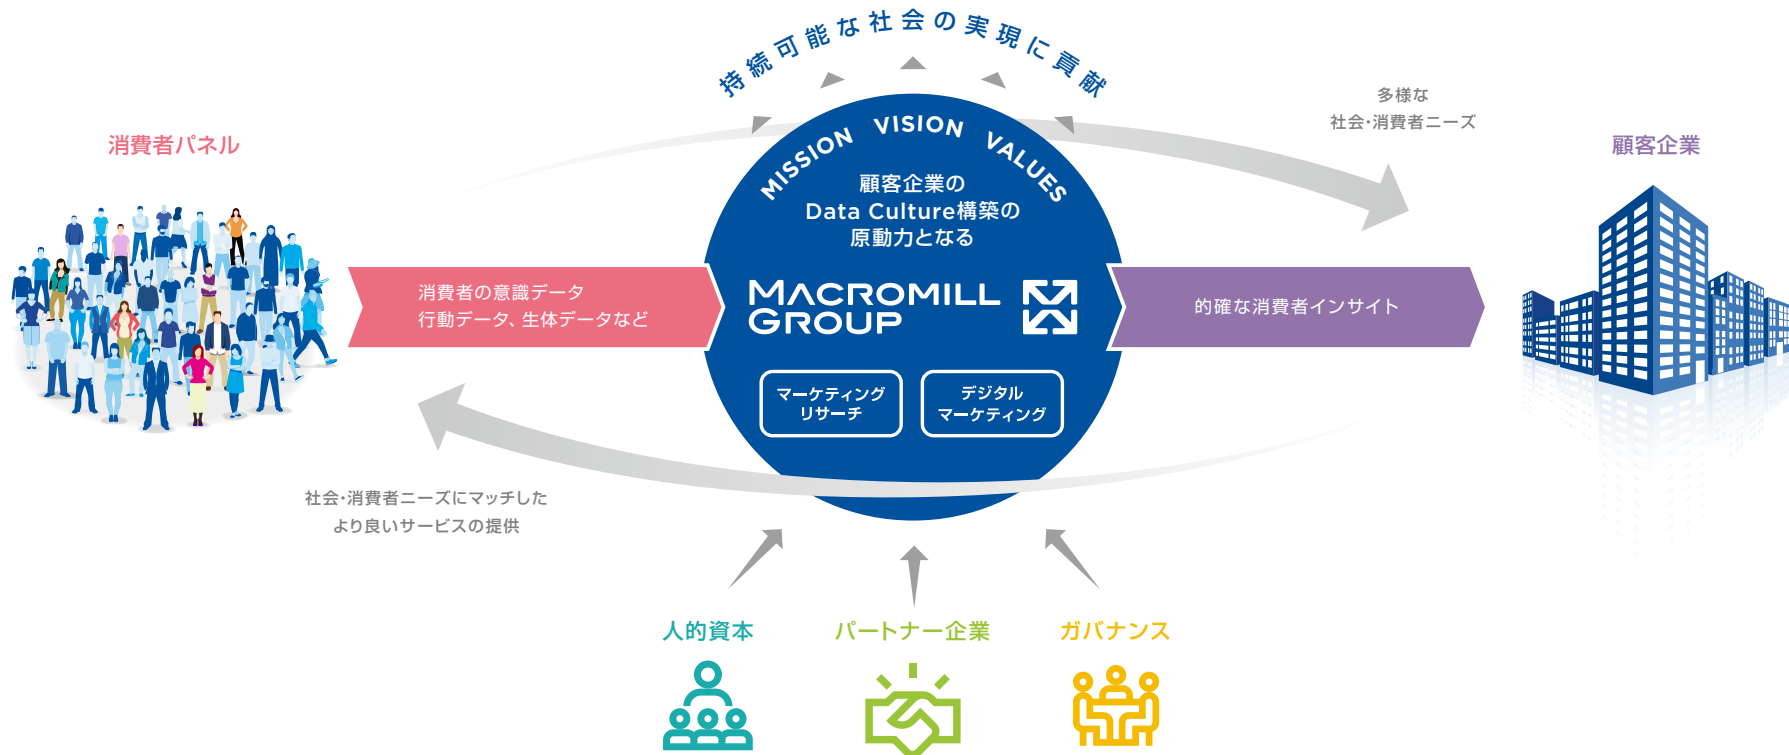 持続可能な社会の実現に貢献
多様な
社会・消費者ニーズ
消費者パネル
顧客企業
MISSION VISION VALUES
顧客企業の
Data Culture構築の
原動力となる
消費者の意識データ
行動データ、生体データなど
MACROMILL
GROUP
的確な消費者インサイト
マーケティング
リサーチ
デジタル
マーケティング
社会・消費者ニーズにマッチした
より良いサービスの提供
人的資本
パートナー企業
ガバナンス